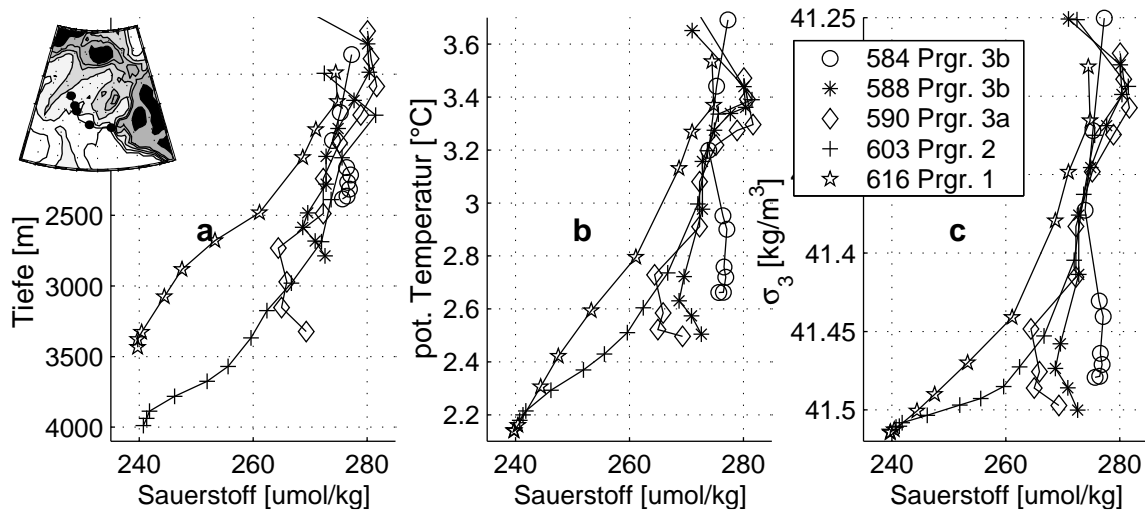 a
2500
3000
3500
4000
Tiefe [m]
240 260 280
Sauerstoff [umol/kg]
b
3.6
3.4
3.2
3
2.8
2.6
2.4
2.2
pot. Temperatur [°C]
240 260 280
Sauerstoff [umol/kg]
c
41.25
41.4
41.45
41.5
σ3 [kg/m3]
240 260 280
Sauerstoff [umol/kg]
584 Prgr. 3b
588 Prgr. 3b
590 Prgr. 3a
603 Prgr. 2
616 Prgr. 1